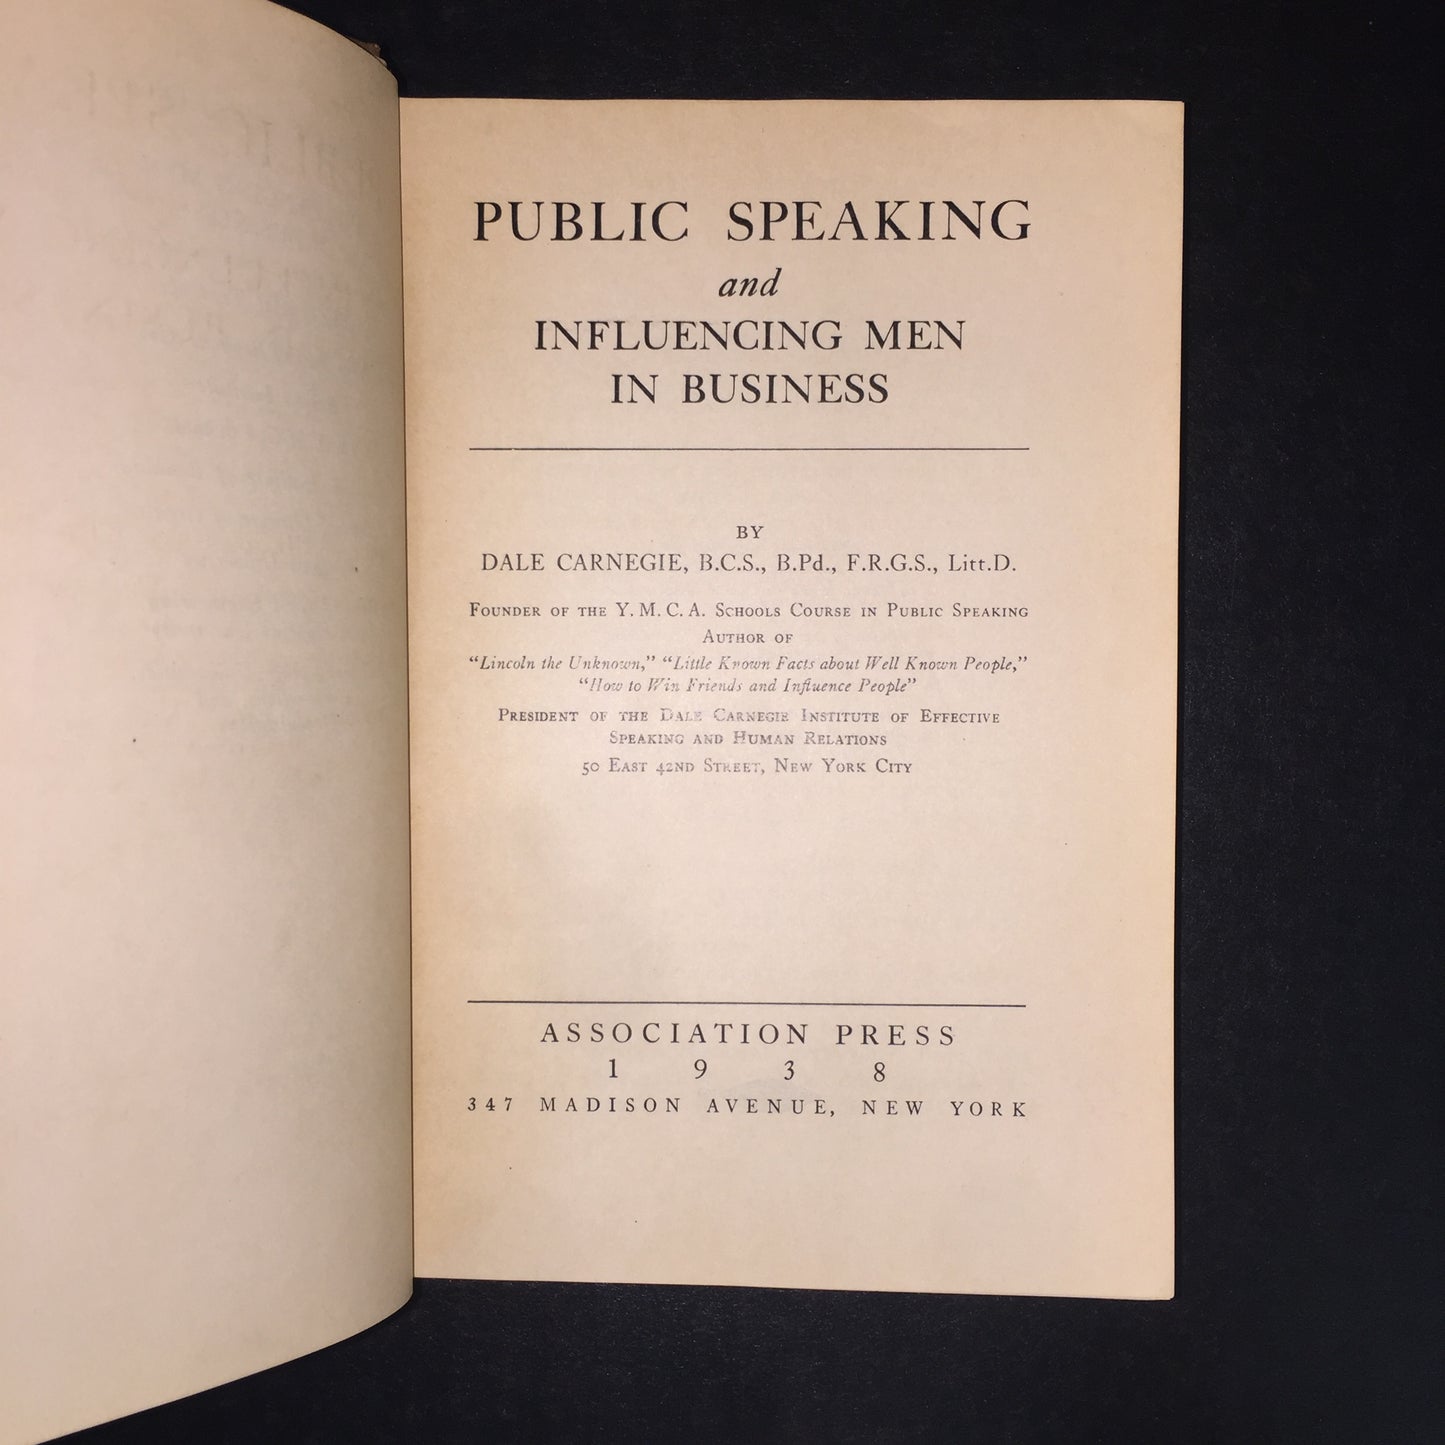 PUBLIC SPEAKING
and
INFLUENCING MEN
IN BUSINESS
BY
DALE CARNEGIE, B.C.S., B.Pd., F.R.G.S., Litt.D.
FOUNDER OF THE Y. M. C. A. SCHOOLS COURSE IN PUBLIC SPEAKING
AUTHOR OF
“Lincoln the Unknown,” “Little Known Facts about Well Known People,”
“How to Win Friends and Influence People”
PRESIDENT OF THE DALE CARNEGIE INSTITUTE OF EFFECTIVE
SPEAKING AND HUMAN RELATIONS
50 EAST 42ND STREET, NEW YORK CITY
ASSOCIATION PRESS
1 9 3 8
347 MADISON AVENUE, NEW YORK